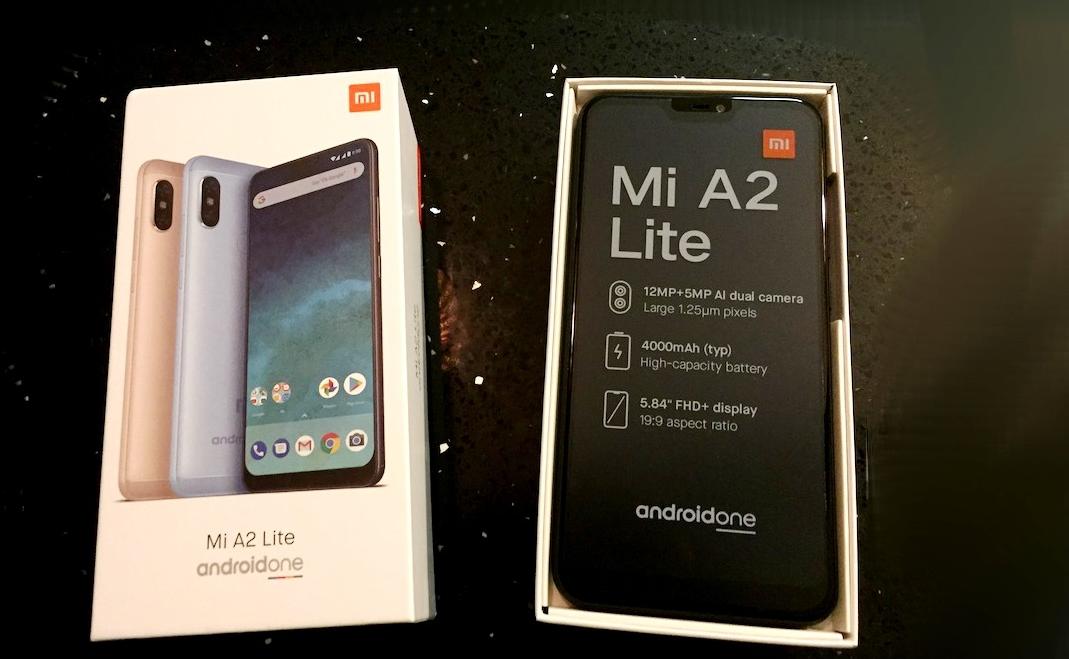 mi
Mi A2 Lite
androidone
mi
Mi A2
Lite
12MP+5MP AI dual camera
Large 1.25μm pixels
4000mAh (typ)
High-capacity battery
5.84" FHD+ display
19:9 aspect ratio
androidone